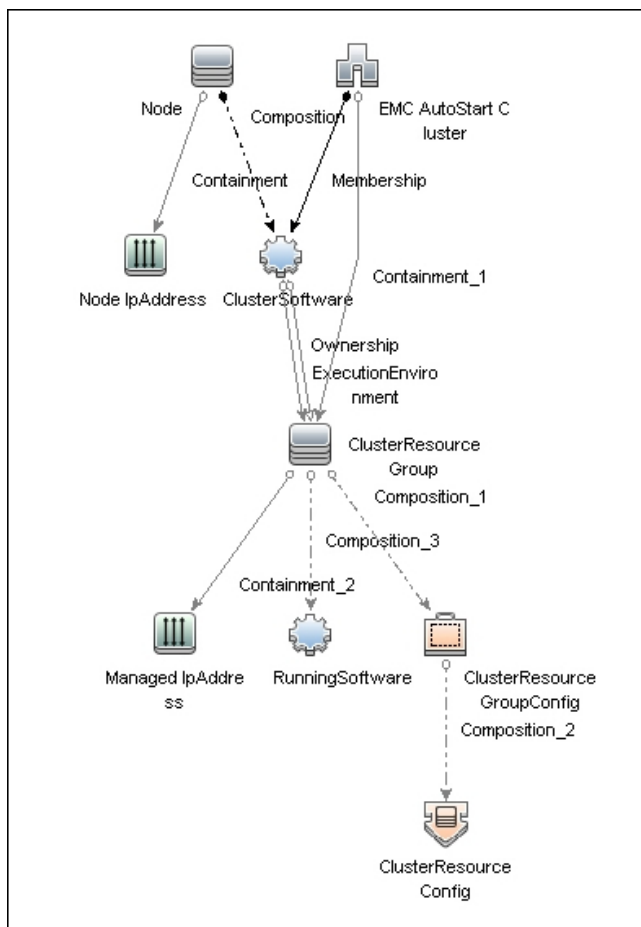 Node
Composition
EMC AutoStart C
luster
Containment
Membership
Node IpAddress
ClusterSoftware
Containment_1
Ownership
ExecutionEnviro
nment
ClusterResource
Group
Composition_1
Composition_3
Containment_2
Managed IpAddre
ss
RunningSoftware
ClusterResource
GroupConfig
Composition_2
ClusterResource
Config